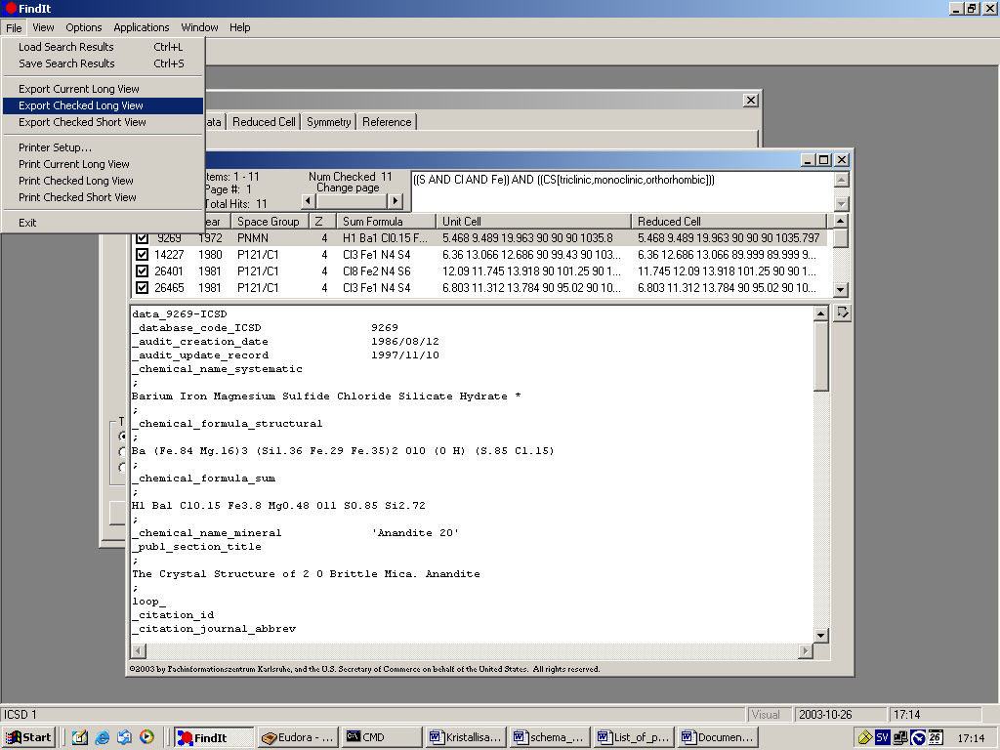 FindIt
File View Options Applications Window Help
Load Search Results Ctrl+L
Save Search Results Ctrl+S
Export Current Long View
Export Checked Long View
Export Checked Short View
Printer Setup...
Print Current Long View
Print Checked Long View
Print Checked Short View
Exit
ata Reduced Cell Symmetry Reference
Items: 1 - 11 Num Checked 11 ((S AND Cl AND Fe)) AND ((CS[triclinic,monoclinic,orthorhombic]))
Page #: 1 Change page
Total Hits: 11
ear Space Group Z Sum Formula Unit Cell Reduced Cell
9269 1972 PNMN 4 H1 Ba1 Cl0.15 F... 5.468 9.489 19.963 90 90 90 1035.8 5.468 9.489 19.963 90 90 90 1035.797
14227 1980 P121/C1 4 Cl3 Fe1 N4 S4 6.36 13.066 12.686 90 99.43 90 103... 6.36 12.686 13.066 89.999 89.999 9...
26401 1981 P121/C1 4 Cl8 Fe2 N6 S6 12.09 11.745 13.918 90 101.25 90 1... 11.745 12.09 13.918 101.25 90 90 1...
26465 1981 P121/C1 4 Cl3 Fe1 N4 S4 6.803 11.312 13.784 90 95.02 90 10... 6.803 11.312 13.784 90 95.02 90 10...
data_9269-ICSD
_database_code_ICSD 9269
_audit_creation_date 1986/08/12
_audit_update_record 1997/11/10
_chemical_name_systematic
;
Barium Iron Magnesium Sulfide Chloride Silicate Hydrate *
;
_chemical_formula_structural
;
Ba (Fe.84 Mg.16)3 (Si1.36 Fe.29 Fe.35)2 O10 (O H) (S.85 Cl.15)
;
_chemical_formula_sum
;
H1 Ba1 Cl0.15 Fe3.8 Mg0.48 O11 S0.85 Si2.72
;
_chemical_name_mineral 'Anandite 2O'
_publ_section_title
;
The Crystal Structure of 2 O Brittle Mica. Anandite
;
loop_
_citation_id
_citation_journal_abbrev
T
©2003 by Fachinformationszentrum Karlsruhe, and the U.S. Secretary of Commerce on behalf of the United States. All rights reserved.
ICSD 1 Visual 2003-10-26 17:14
Start FindIt Eudora - ... CMD Kristallisa... schema_... List_of_p... Documen... SV 26 17:14